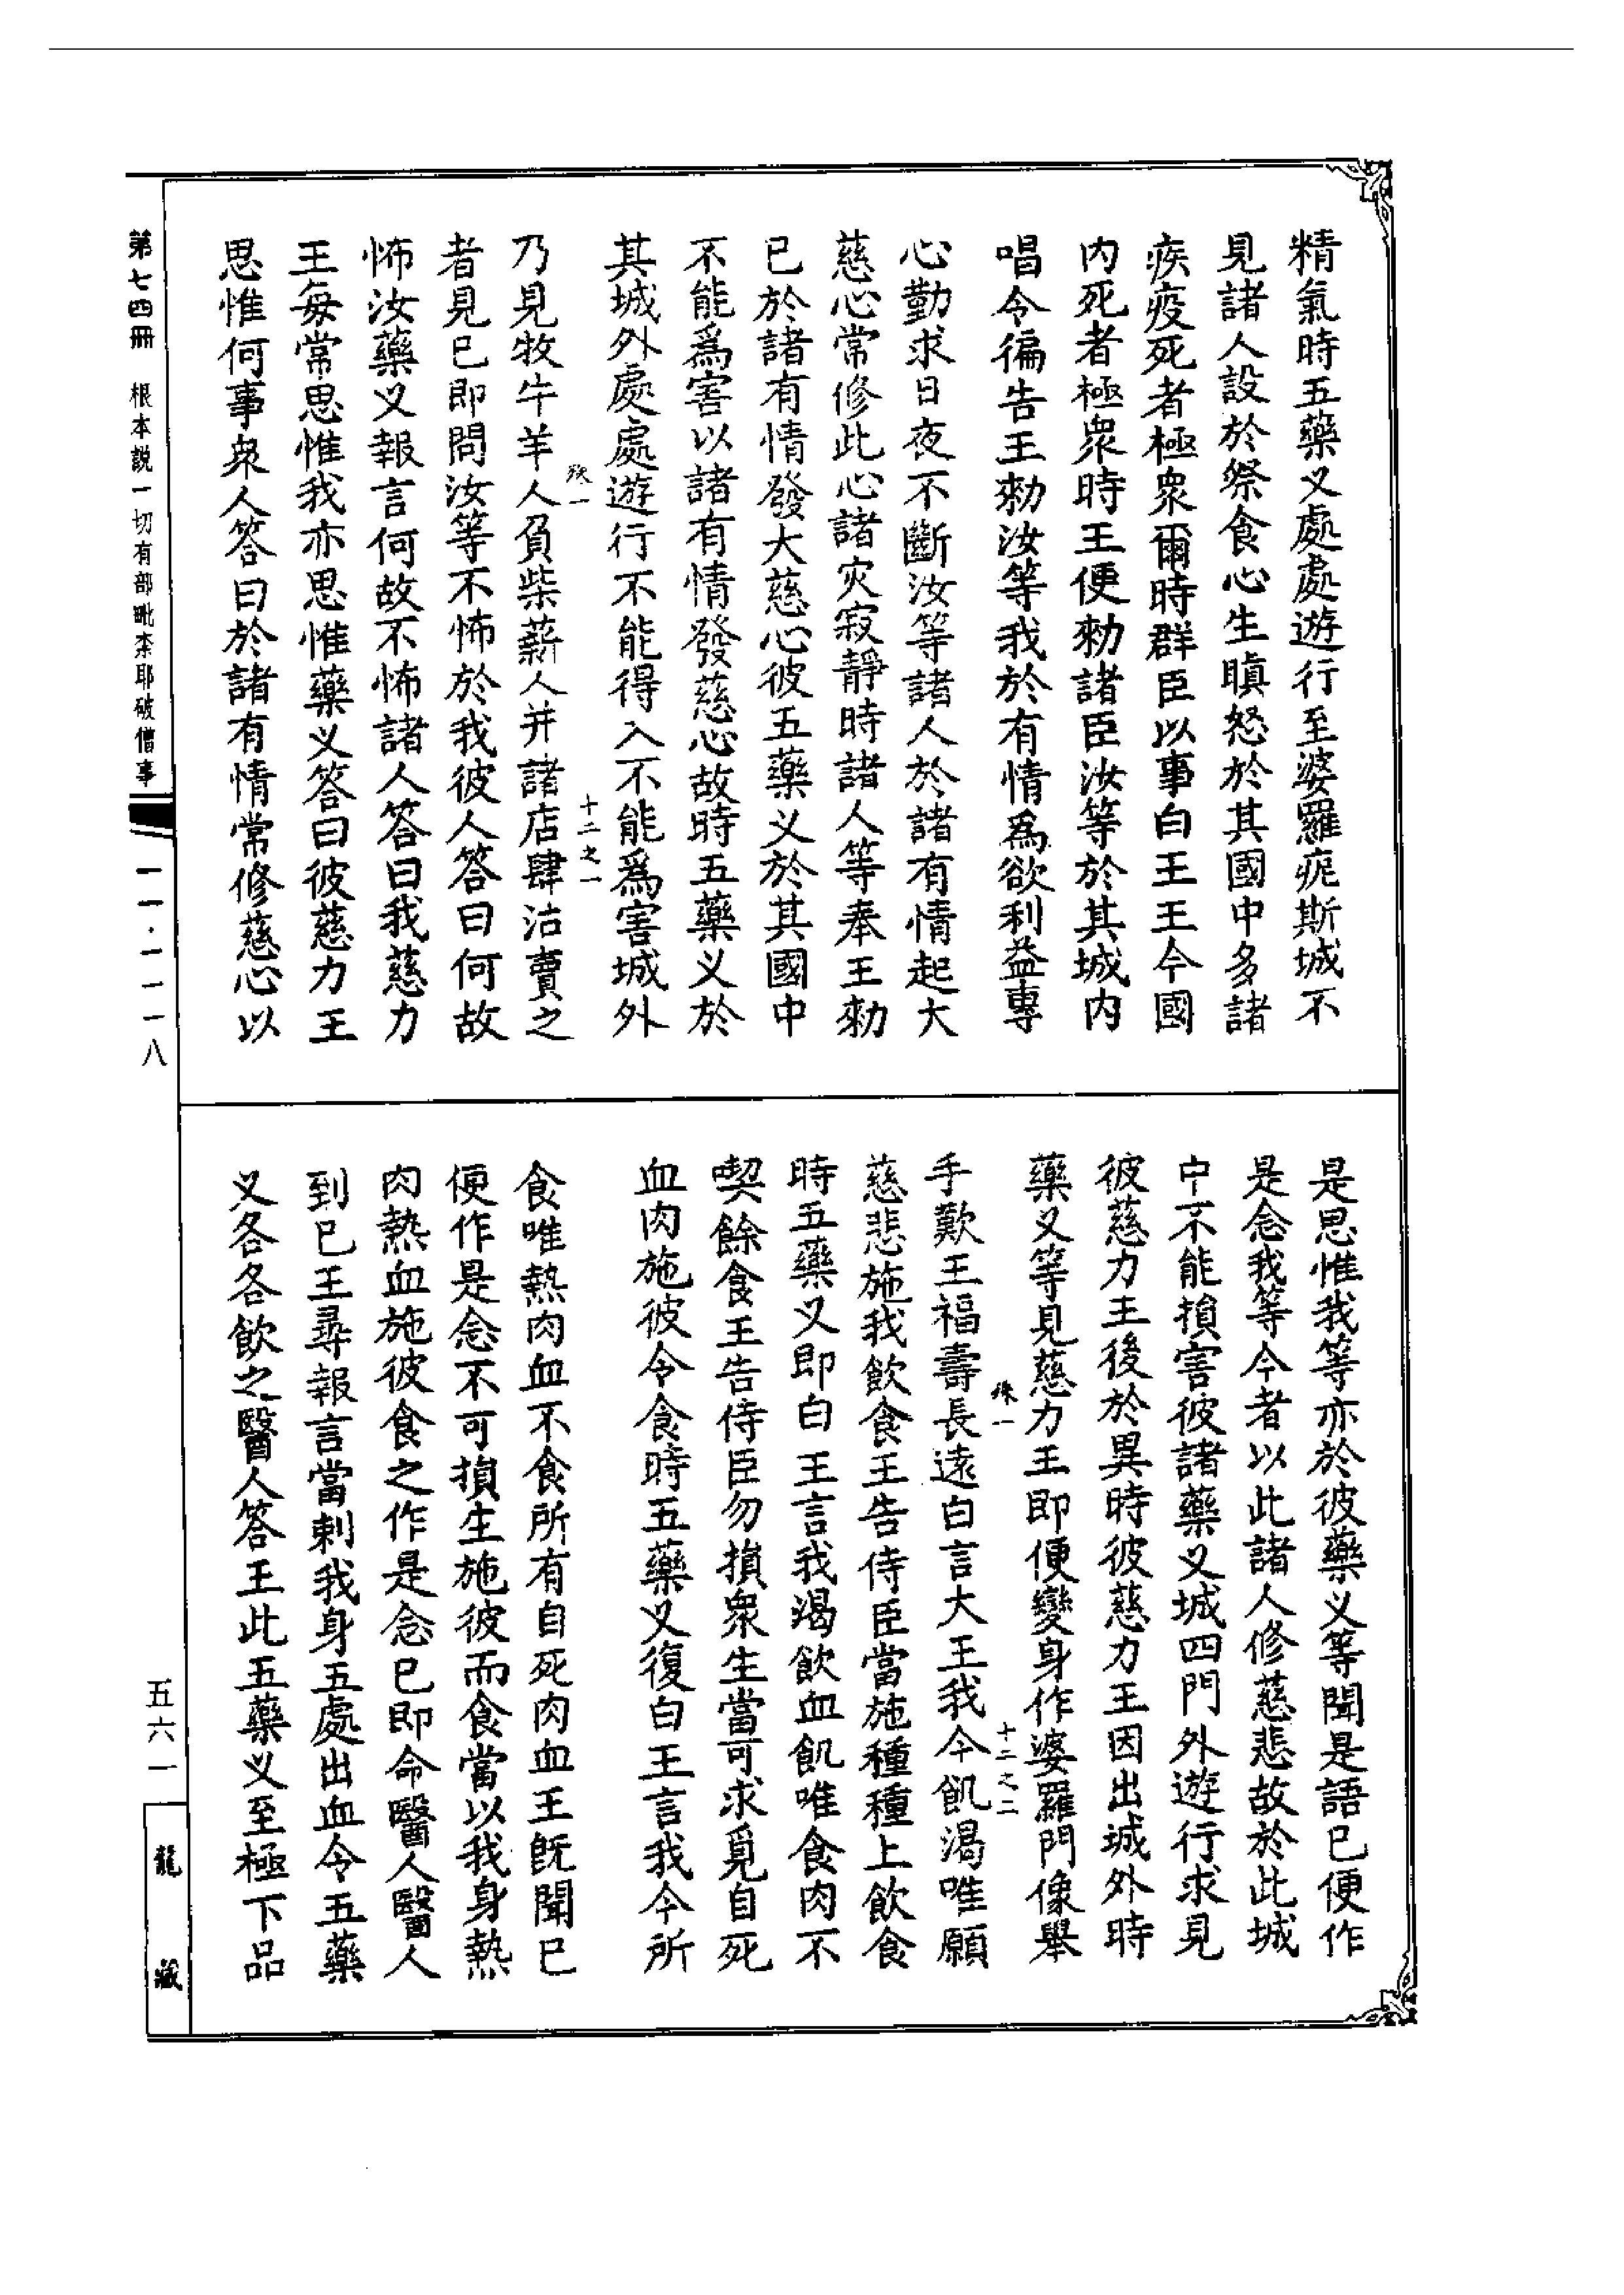 精氣時五藥叉處處遊行至婆羅痆斯城不
見諸人設於祭食心生瞋怒於其國中多諸
疾疫死者極衆爾時群臣以事白王王今國
内死者極衆時王便勑諸臣汝等於其城内
唱令徧告王勑汝等我於有情爲欲利益專
心勤求日夜不斷汝等諸人於諸有情起大
慈心常修此心諸灾寂靜時諸人等奉王勑
已於諸有情發大慈心彼五藥叉於其國中
不能爲害以諸有情發慈心故時五藥叉於
其城外處處遊行不能得入不能爲害城外
十二之一
乃見牧牛羊人負柴薪人并諸店肆沽賣之
者見已即問汝等不怖於我彼人答曰何故
怖汝藥叉報言何故不怖諸人答曰我慈力
王每常思惟我亦思惟藥叉答曰彼慈力王
思惟何事衆人答曰於諸有情常修慈心以
是思惟我等亦於彼藥叉等聞是語已便作
是念我等今者以此諸人修慈悲故於此城
中不能損害彼諸藥叉城四門外遊行求見
彼慈力王後於異時彼慈力王因出城外時
藥叉等見慈力王即便變身作婆羅門像舉
殊一 十二之二
手歎王福壽長遠白言大王我今飢渴唯願
慈悲施我飲食王告侍臣當施種種上飲食
時五藥叉即白王言我渴飲血飢唯食肉不
喫餘食王告侍臣勿損衆生當可求覓自死
血肉施彼令食時五藥叉復白王言我今所
食唯熱肉血不食所有自死肉血王旣聞已
便作是念不可損生施彼而食當以我身熱
肉熱血施彼食之作是念已即命醫人醫人
到已王尋報言當刺我身五處出血令五藥
叉各各飲之醫人答王此五藥叉至極下品
第七四冊 根本説一切有部毗奈耶破僧事
一一·一一一八
五六一
龍藏